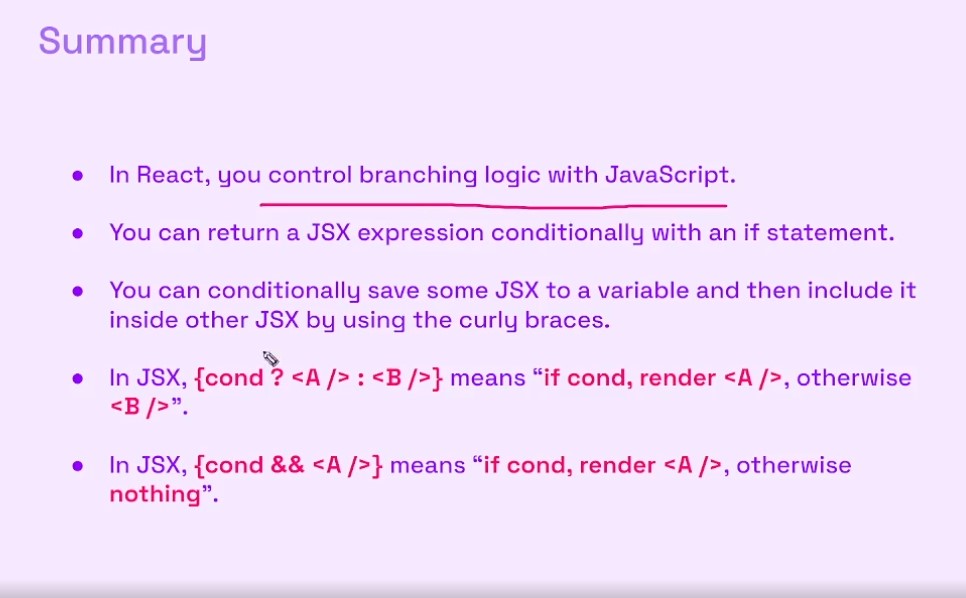 Summary
● In React, you control branching logic with JavaScript.
● You can return a JSX expression conditionally with an if statement.
● You can conditionally save some JSX to a variable and then include it
inside other JSX by using the curly braces.
● In JSX, {cond ? <A /> : <B />} means “if cond, render <A />, otherwise
<B />”.
● In JSX, {cond && <A />} means “if cond, render <A />, otherwise
nothing”.